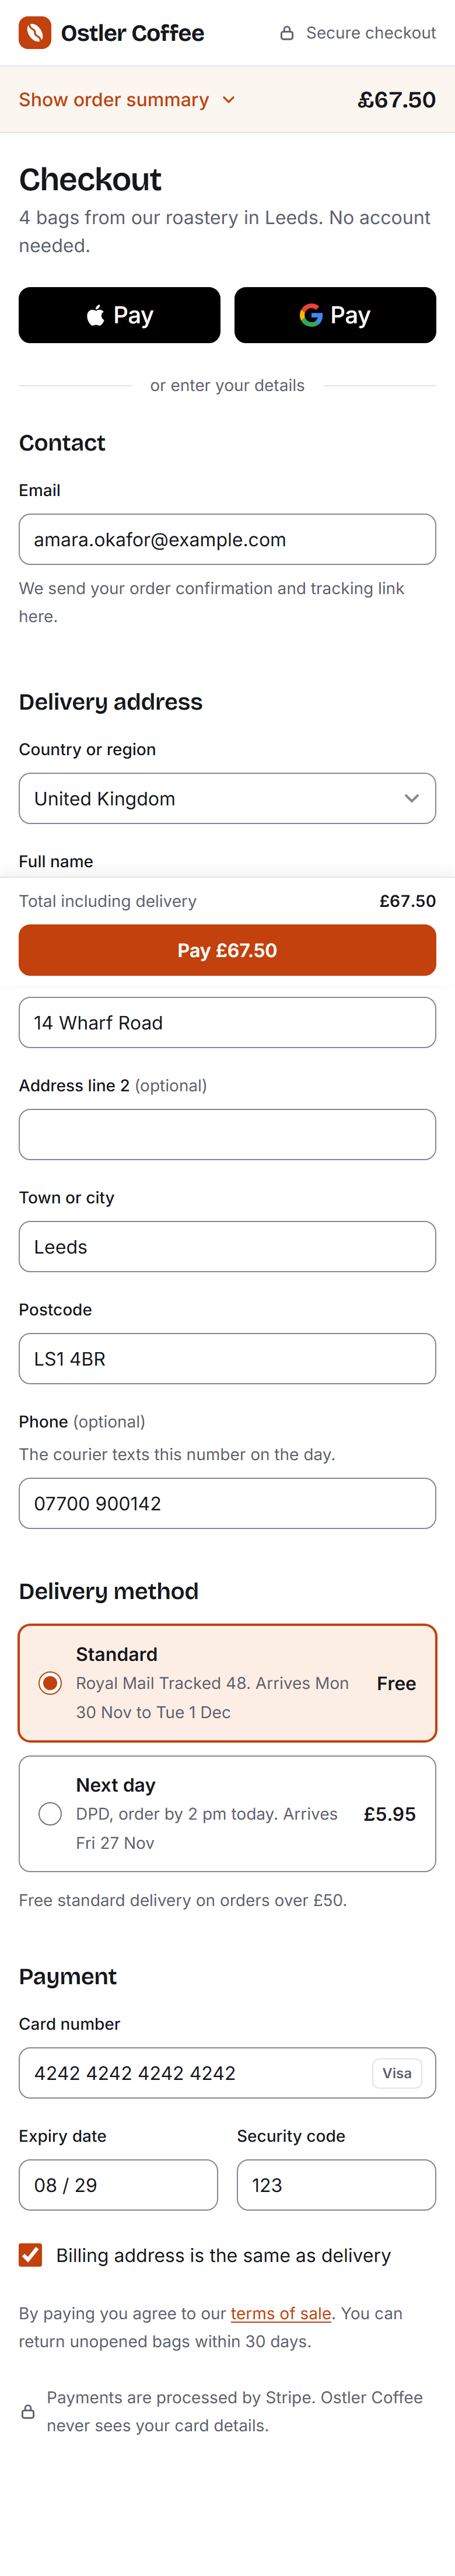 Ostler Coffee
Secure checkout
Show order summary
£67.50
Checkout
4 bags from our roastery in Leeds. No account
needed.
Pay
G Pay
or enter your details
Contact
Email
amara.okafor@example.com
We send your order confirmation and tracking link
here.
Delivery address
Country or region
United Kingdom
Full name
Total including delivery
£67.50
Pay £67.50
14 Wharf Road
Address line 2 (optional)
Town or city
Leeds
Postcode
LS1 4BR
Phone (optional)
The courier texts this number on the day.
07700 900142
Delivery method
Standard
Royal Mail Tracked 48. Arrives Mon
30 Nov to Tue 1 Dec
Free
Next day
DPD, order by 2 pm today. Arrives
Fri 27 Nov
£5.95
Free standard delivery on orders over £50.
Payment
Card number
4242 4242 4242 4242
Visa
Expiry date
Security code
08 / 29
123
Billing address is the same as delivery
By paying you agree to our terms of sale. You can
return unopened bags within 30 days.
Payments are processed by Stripe. Ostler Coffee
never sees your card details.